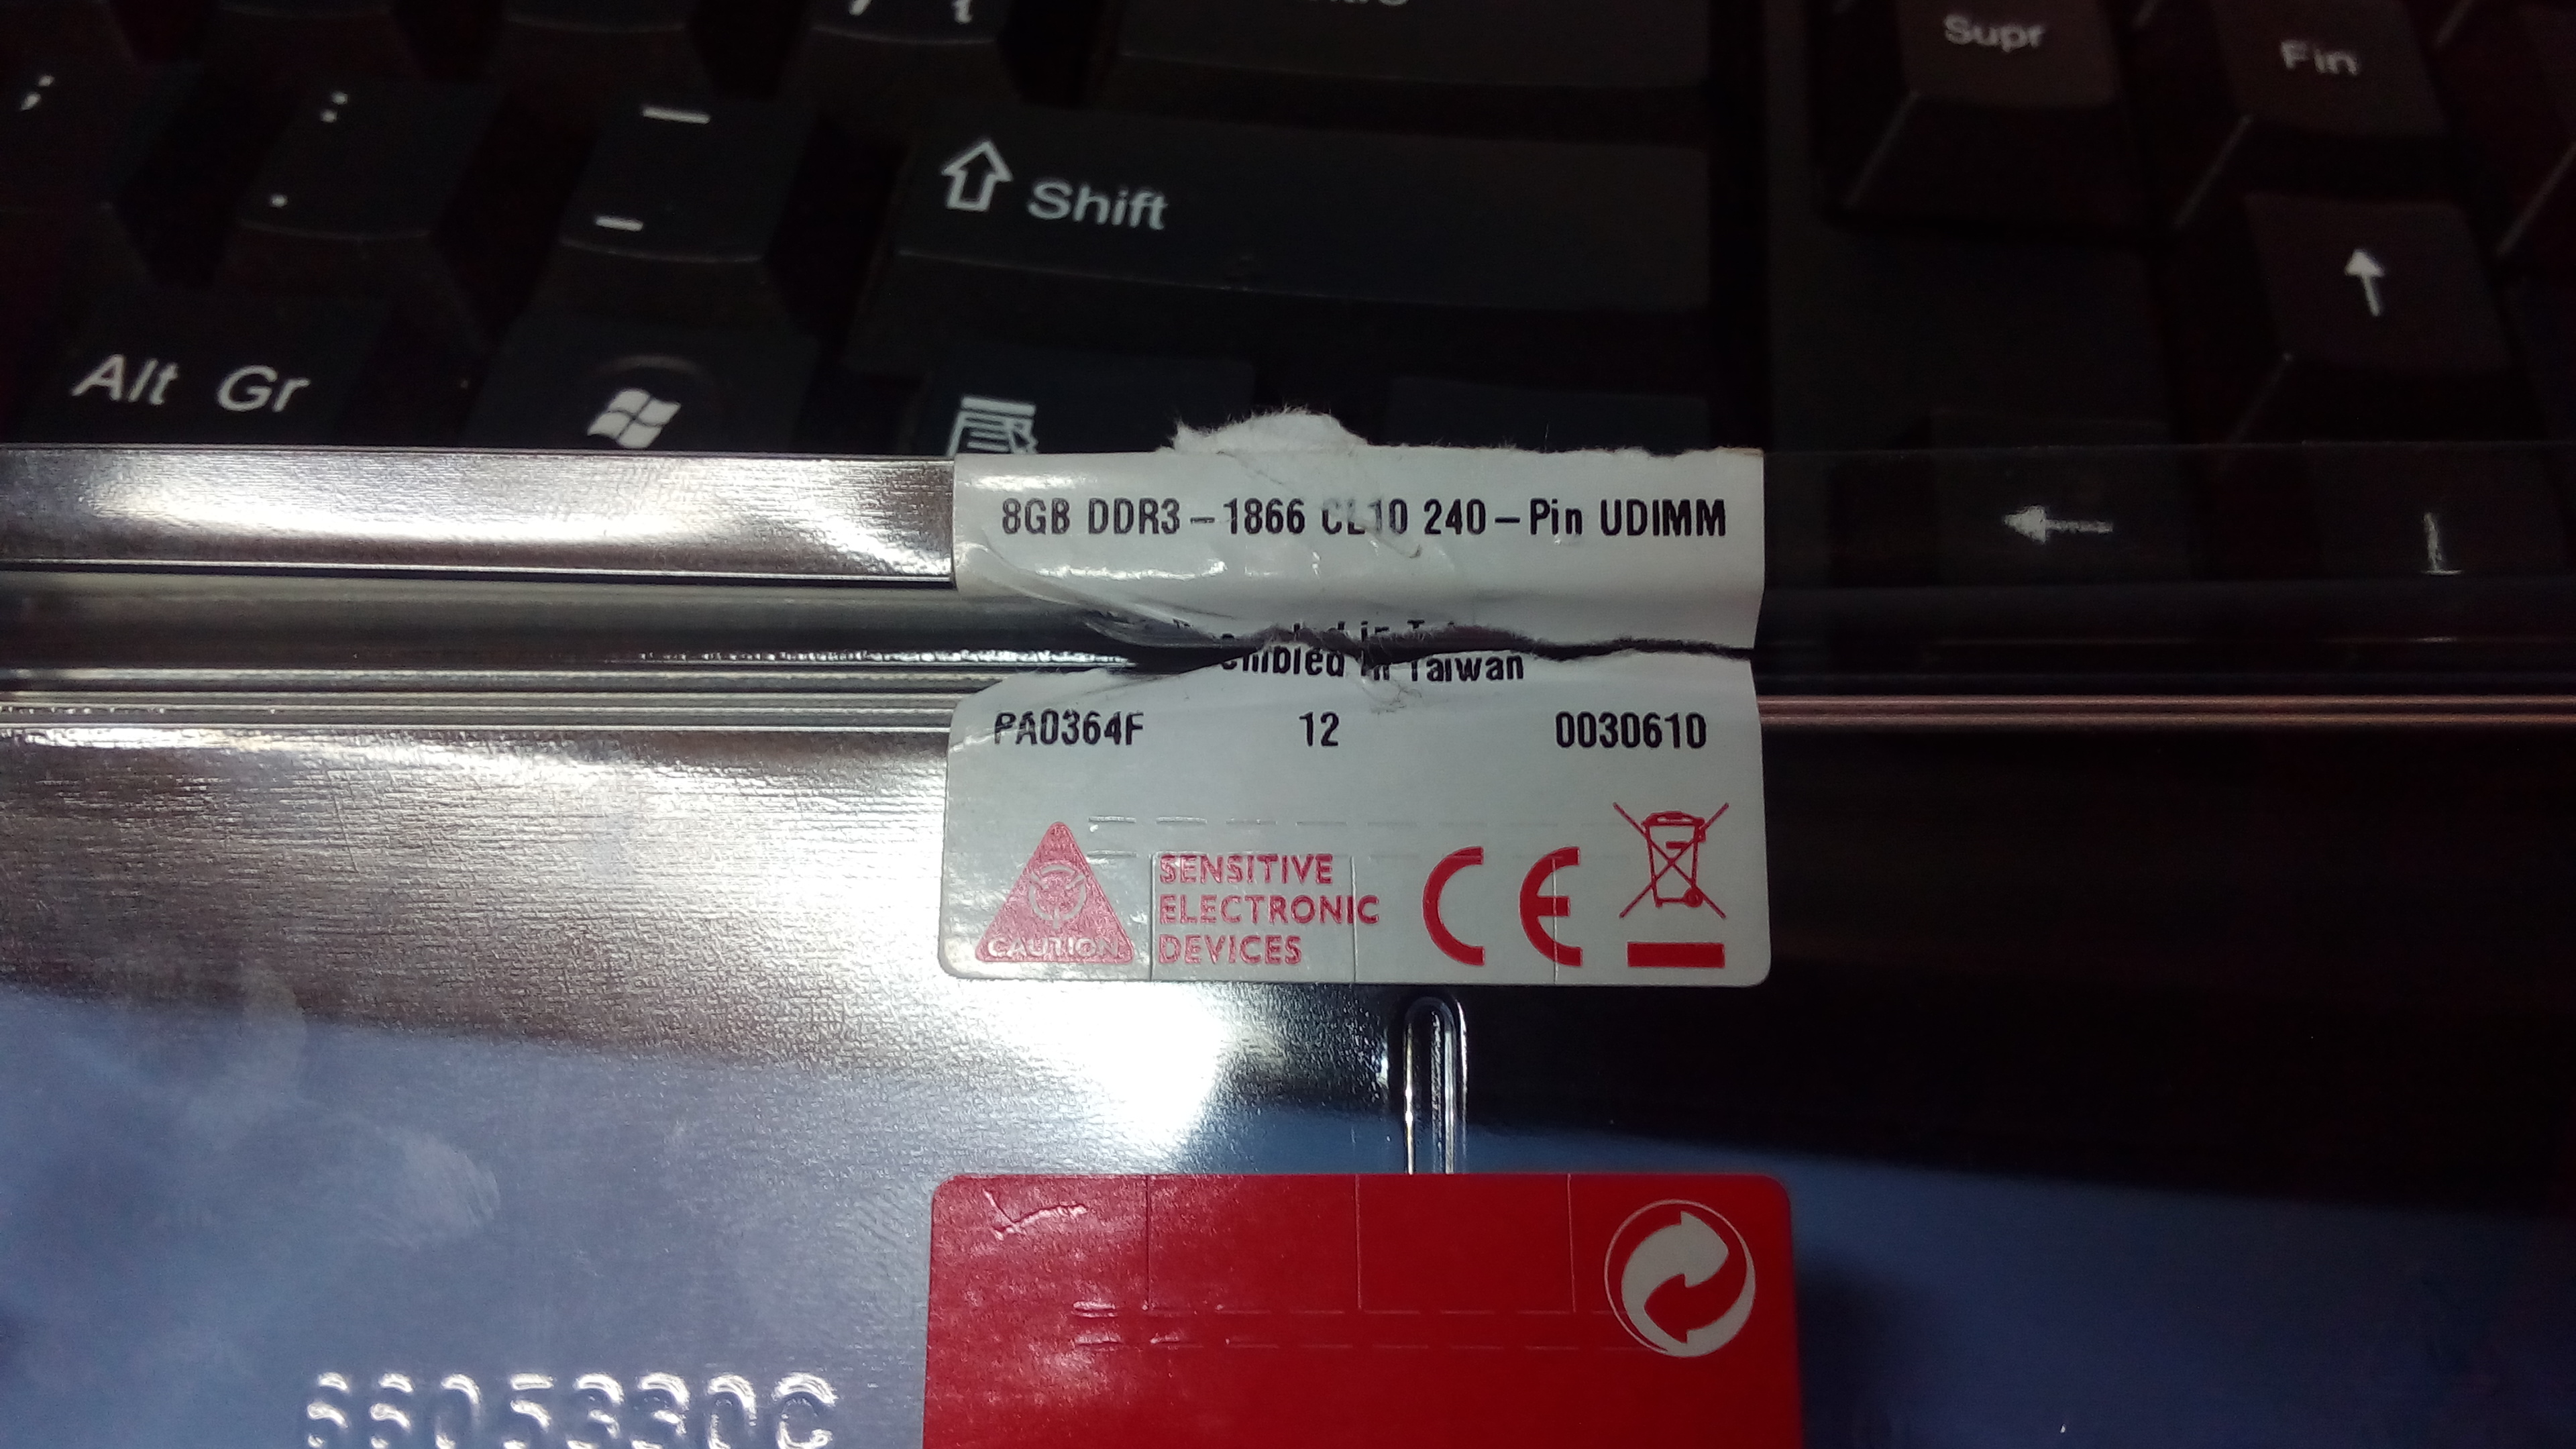 Supr
Fin
Shift
Alt Gr
8GB DDR3-1866 CL10 240-Pin UDIMM
in Taiwan
PA0364F 12 0030610
CAUTION
SENSITIVE
ELECTRONIC
DEVICES
CE